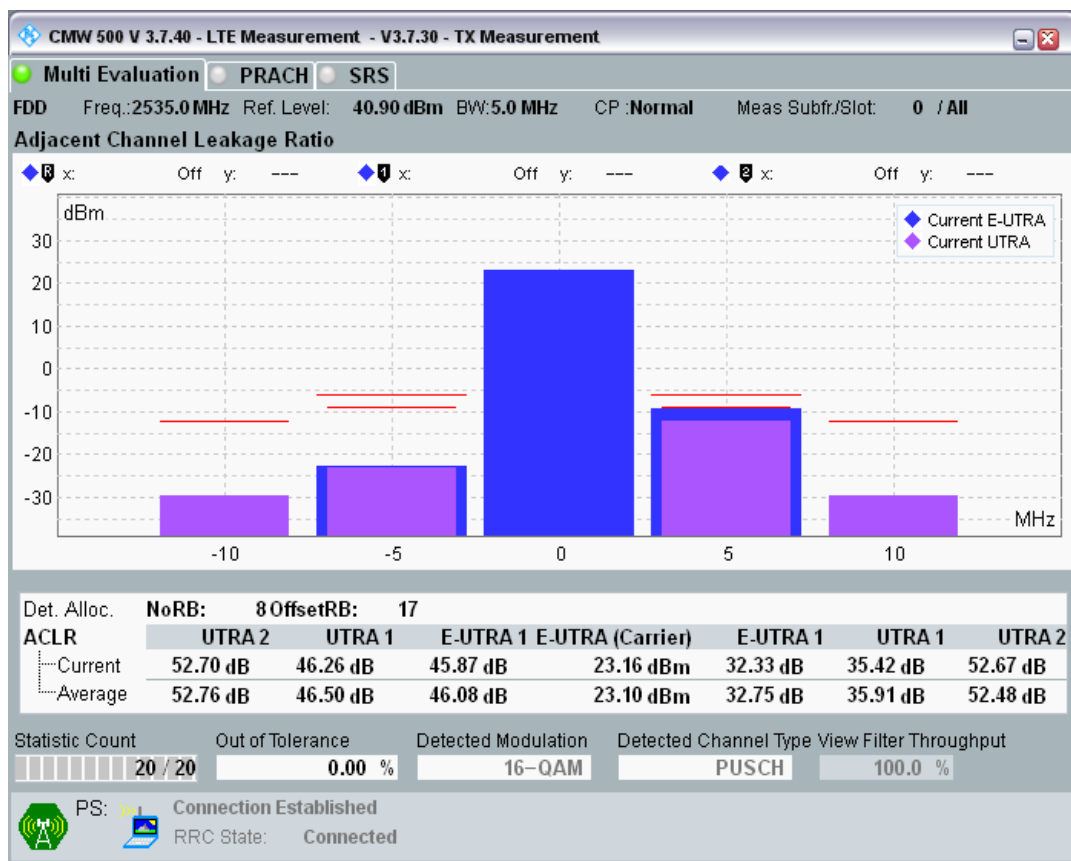 CMW 500 V 3.7.40 - LTE Measurement - V3.7.30 - TX Measurement
Multi Evaluation PRACH SRS
FDD Freq.:2535.0 MHz Ref. Level: 40.90 dBm BW:5.0 MHz CP :Normal Meas Subfr./Slot: 0 / All
Adjacent Channel Leakage Ratio
R x: Off y: --- 1 x: Off y: --- 2 x: Off y: ---
dBm
Current E-UTRA
Current UTRA
30
20
10
0
-10
-20
-30
MHz
-10 -5 0 5 10
Det. Alloc. NoRB: 8 OffsetRB: 17
ACLR UTRA 2 UTRA 1 E-UTRA 1 E-UTRA (Carrier) E-UTRA 1 UTRA 1 UTRA 2
Current 52.70 dB 46.26 dB 45.87 dB 23.16 dBm 32.33 dB 35.42 dB 52.67 dB
Average 52.76 dB 46.50 dB 46.08 dB 23.10 dBm 32.75 dB 35.91 dB 52.48 dB
Statistic Count Out of Tolerance Detected Modulation Detected Channel Type View Filter Throughput
20 / 20 0.00 % 16-QAM PUSCH 100.0 %
PS: Connection Established
RRC State: Connected